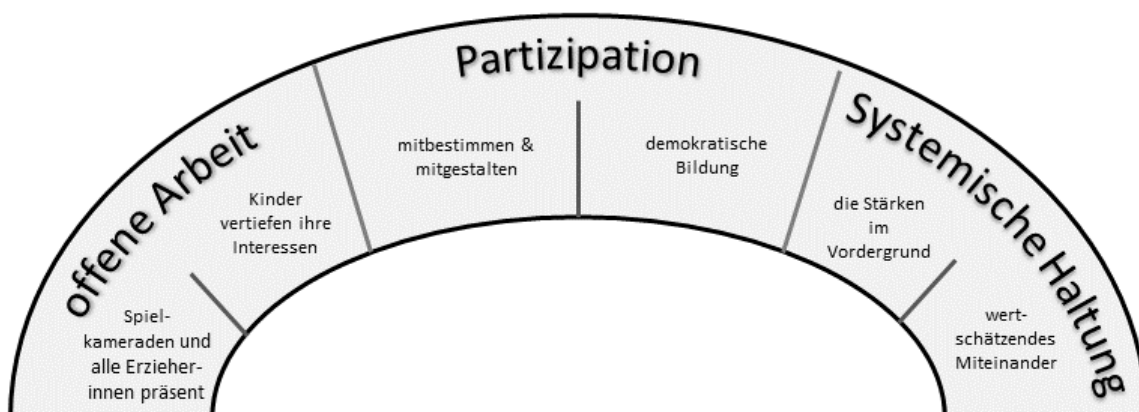 offene Arbeit
Spiel-
kameraden und
alle Erzieher-
innen präsent
Kinder
vertiefen ihre
Interessen
Partizipation
mitbestimmen &
mitgestalten
demokratische
Bildung
Systemische Haltung
die Stärken
im
Vordergrund
wert-
schätzendes
Miteinander